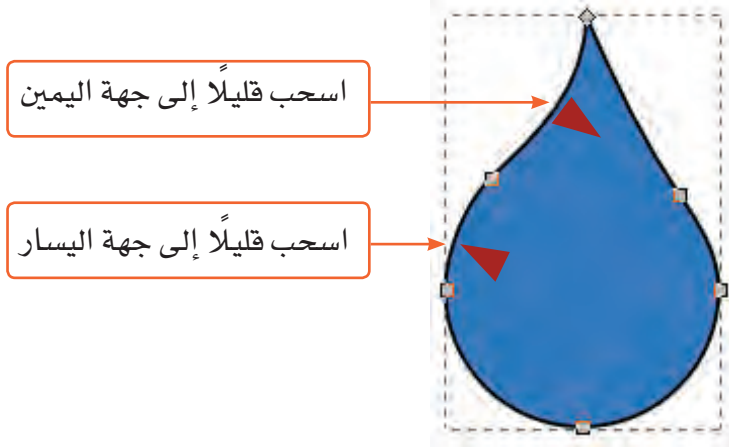 اسحب قليلًا إلى جهة اليمين
اسحب قليلًا إلى جهة اليسار